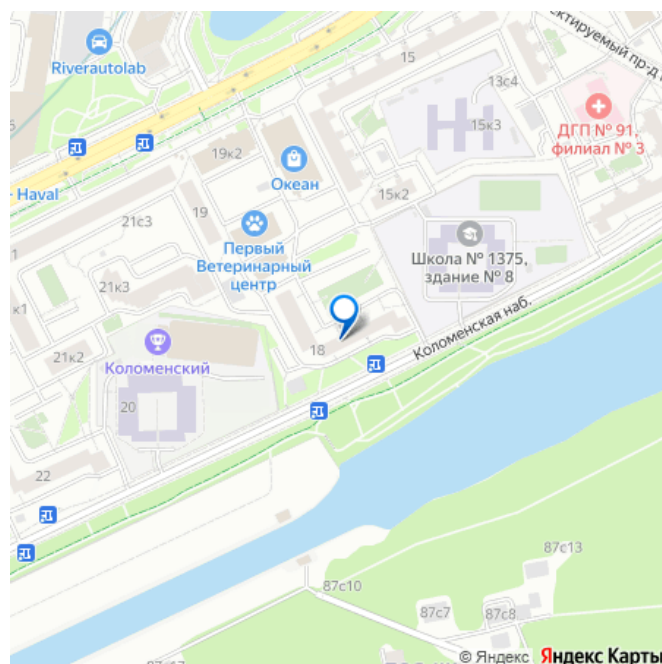 ектируемый пр-д
15
Riverautolab
13с4
15к3
ДГП № 91,
филиал № 3
19к2
Океан
- Haval
15к2
21с3
19
Первый
Ветеринарный
центр
Школа № 1375,
здание № 8
21к3
к1
Коломенская наб.
18
21к2
Коломенский
20
22
87с13
87с10
87с7
87с8
© Яндекс Яндекс Карты